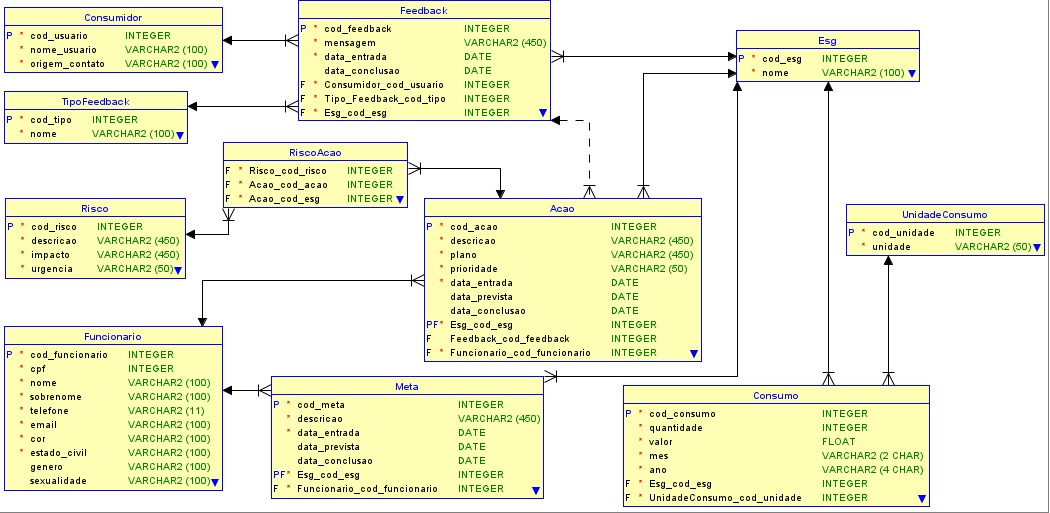 Consumidor
P * cod_usuario INTEGER
* nome_usuario VARCHAR2 (100)
* origem_contato VARCHAR2 (100)
Feedback
P * cod_feedback INTEGER
* mensagem VARCHAR2 (450)
* data_entrada DATE
data_conclusao DATE
F * Consumidor_cod_usuario INTEGER
F * Tipo_Feedback_cod_tipo INTEGER
F * Esg_cod_esg INTEGER
Esg
P * cod_esg INTEGER
* nome VARCHAR2 (100)
TipoFeedback
P * cod_tipo INTEGER
* nome VARCHAR2 (100)
RiscoAcao
F * Risco_cod_risco INTEGER
F * Acao_cod_acao INTEGER
F * Acao_cod_esg INTEGER
Risco
P * cod_risco INTEGER
* descricao VARCHAR2 (450)
* impacto VARCHAR2 (450)
* urgencia VARCHAR2 (50)
Acao
P * cod_acao INTEGER
* descricao VARCHAR2 (450)
* plano VARCHAR2 (450)
* prioridade VARCHAR2 (50)
* data_entrada DATE
data_prevista DATE
data_conclusao DATE
PF* Esg_cod_esg INTEGER
F Feedback_cod_feedback INTEGER
F * Funcionario_cod_funcionario INTEGER
UnidadeConsumo
P * cod_unidade INTEGER
* unidade VARCHAR2 (50)
Funcionario
P * cod_funcionario INTEGER
* cpf INTEGER
* nome VARCHAR2 (100)
* sobrenome VARCHAR2 (100)
* telefone VARCHAR2 (11)
* email VARCHAR2 (100)
* cor VARCHAR2 (100)
* estado_civil VARCHAR2 (100)
genero VARCHAR2 (100)
sexualidade VARCHAR2 (100)
Meta
P * cod_meta INTEGER
* descricao VARCHAR2 (450)
* data_entrada DATE
data_prevista DATE
data_conclusao DATE
PF* Esg_cod_esg INTEGER
F * Funcionario_cod_funcionario INTEGER
Consumo
P * cod_consumo INTEGER
* quantidade INTEGER
* valor FLOAT
* mes VARCHAR2 (2 CHAR)
* ano VARCHAR2 (4 CHAR)
F * Esg_cod_esg INTEGER
F * UnidadeConsumo_cod_unidade INTEGER